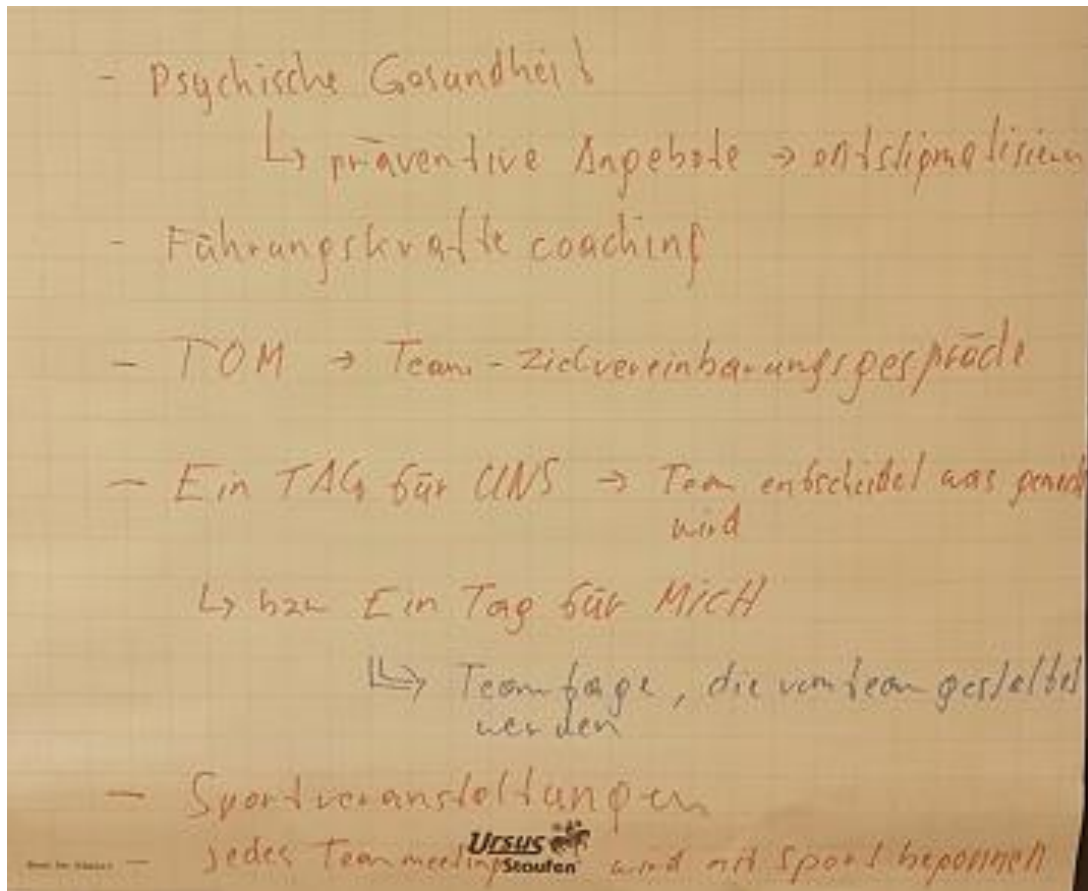 - Psychische Gesundheit
↳ präventive Angebote → entstigmatisieren
- Führungskräfte coaching
- TOM → Team-Zielvereinbarungsgespräche
- Ein TAG für UNS → Team entscheidet was gemacht
wird
↳ bzw Ein Tag für MICH
↳ Teamtage, die vom team gestaltet
werden
- Sportveranstaltungen
Ursus
Staufen
- jedes Teammeeting wird mit Sport begonnen